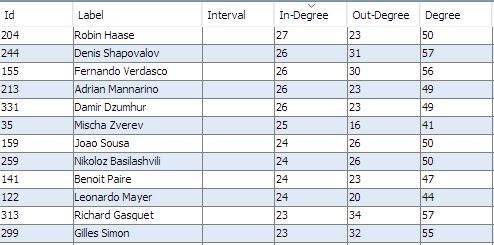 Id Label Interval In-Degree Out-Degree Degree
204 Robin Haase 27 23 50
244 Denis Shapovalov 26 31 57
155 Fernando Verdasco 26 30 56
213 Adrian Mannarino 26 23 49
331 Damir Dzumhur 26 23 49
35 Mischa Zverev 25 16 41
159 Joao Sousa 24 26 50
259 Nikoloz Basilashvili 24 26 50
141 Benoit Paire 24 23 47
122 Leonardo Mayer 24 20 44
313 Richard Gasquet 23 34 57
299 Gilles Simon 23 32 55